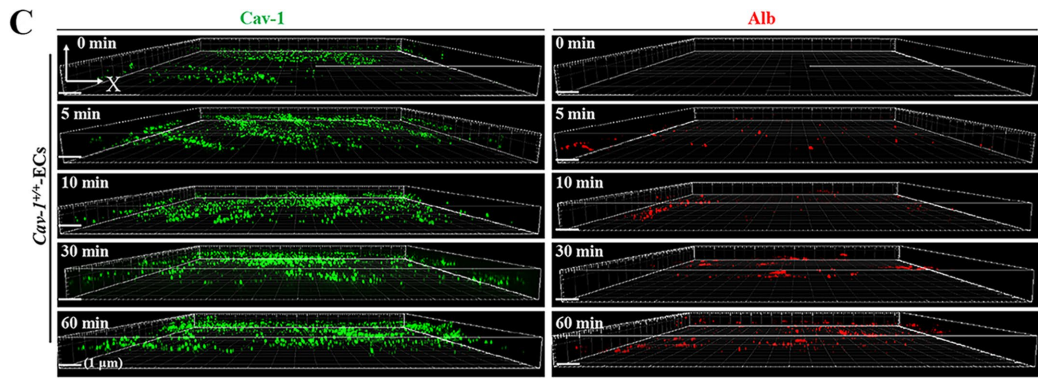 C
Cav-1
Alb
Cav-1+/+-ECs
0 min
X
0 min
5 min
5 min
10 min
10 min
30 min
30 min
60 min
(1 μm)
60 min